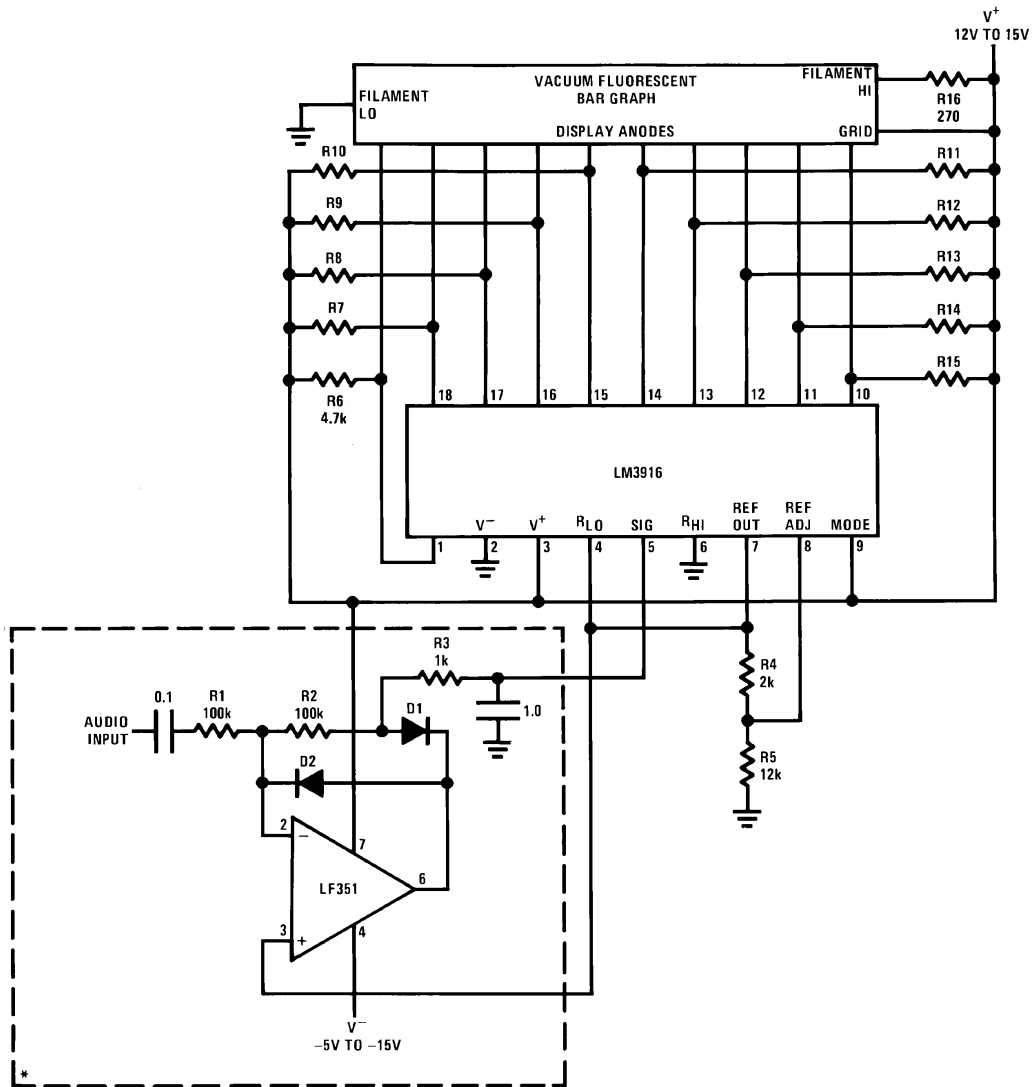 V+
12V TO 15V
VACUUM FLUORESCENT
BAR GRAPH
FILAMENT
HI
FILAMENT
LO
R16
270
DISPLAY ANODES
GRID
R10
R11
R9
R12
R8
R13
R7
R14
R6
4.7k
R15
18
17
16
15
14
13
12
11
10
LM3916
V−
V+
RLO
SIG
RHI
REF
OUT
REF
ADJ
MODE
1
2
3
4
5
6
7
8
9
R3
1k
R4
2k
AUDIO
INPUT
0.1
R1
100k
R2
100k
D1
1.0
R5
12k
D2
2
−
7
LF351
6
3
+
4
V−
−5V TO −15V
*